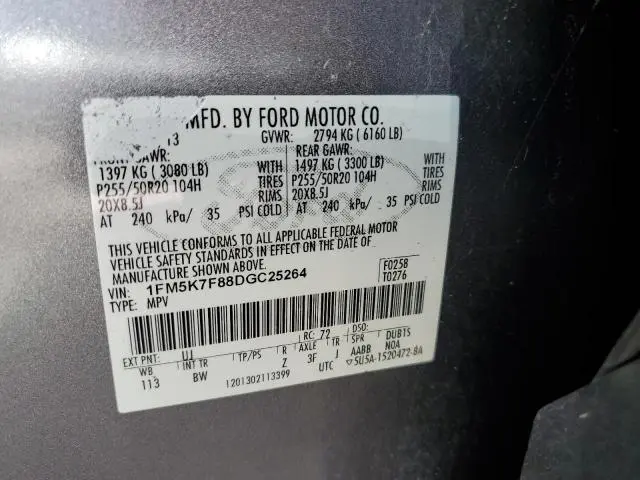 MFD. BY FORD MOTOR CO.
13 GVWR: 2794 KG ( 6160 LB)
FRONT GAWR: REAR GAWR:
1397 KG ( 3080 LB) WITH 1497 KG ( 3300 LB) WITH
P255/50R20 104H TIRES P255/50R20 104H TIRES
20X8.5J RIMS 20X8.5J RIMS
AT 240 kPa/ 35 PSI COLD AT 240 kPa/ 35 PSI COLD
THIS VEHICLE CONFORMS TO ALL APPLICABLE FEDERAL MOTOR
VEHICLE SAFETY STANDARDS IN EFFECT ON THE DATE OF
MANUFACTURE SHOWN ABOVE.
VIN: 1FM5K7F88DGC25264
TYPE: MPV
F0258
T0276
RC: 72 DSO:
EXT PNT: UJ
WB INT TR TP/PS R AXLE TR SPR DUBTS
113 BW Z 3F J AABB NOA
1201302113399 UTC 5U5A-1520472-BA
Ford